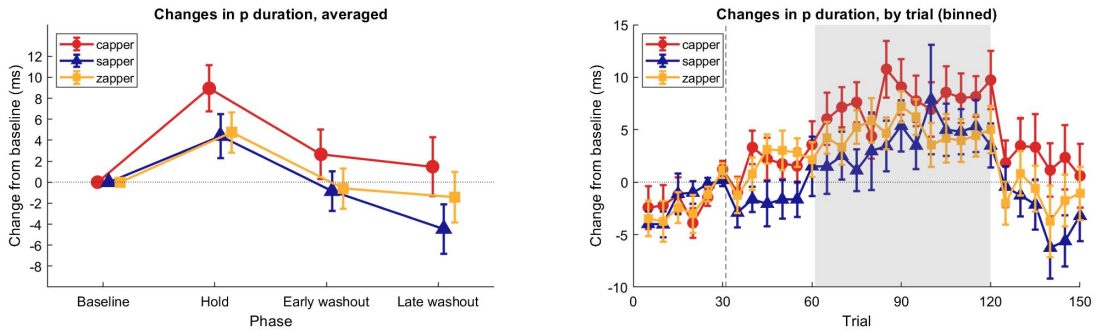 Changes in p duration, averaged
Change from baseline (ms)
12
10
8
6
4
2
0
-2
-4
-6
-8
capper
sapper
zapper
Baseline Hold Early washout Late washout
Phase
Changes in p duration, by trial (binned)
Change from baseline (ms)
15
10
5
0
-5
-10
capper
sapper
zapper
0 30 60 90 120 150
Trial